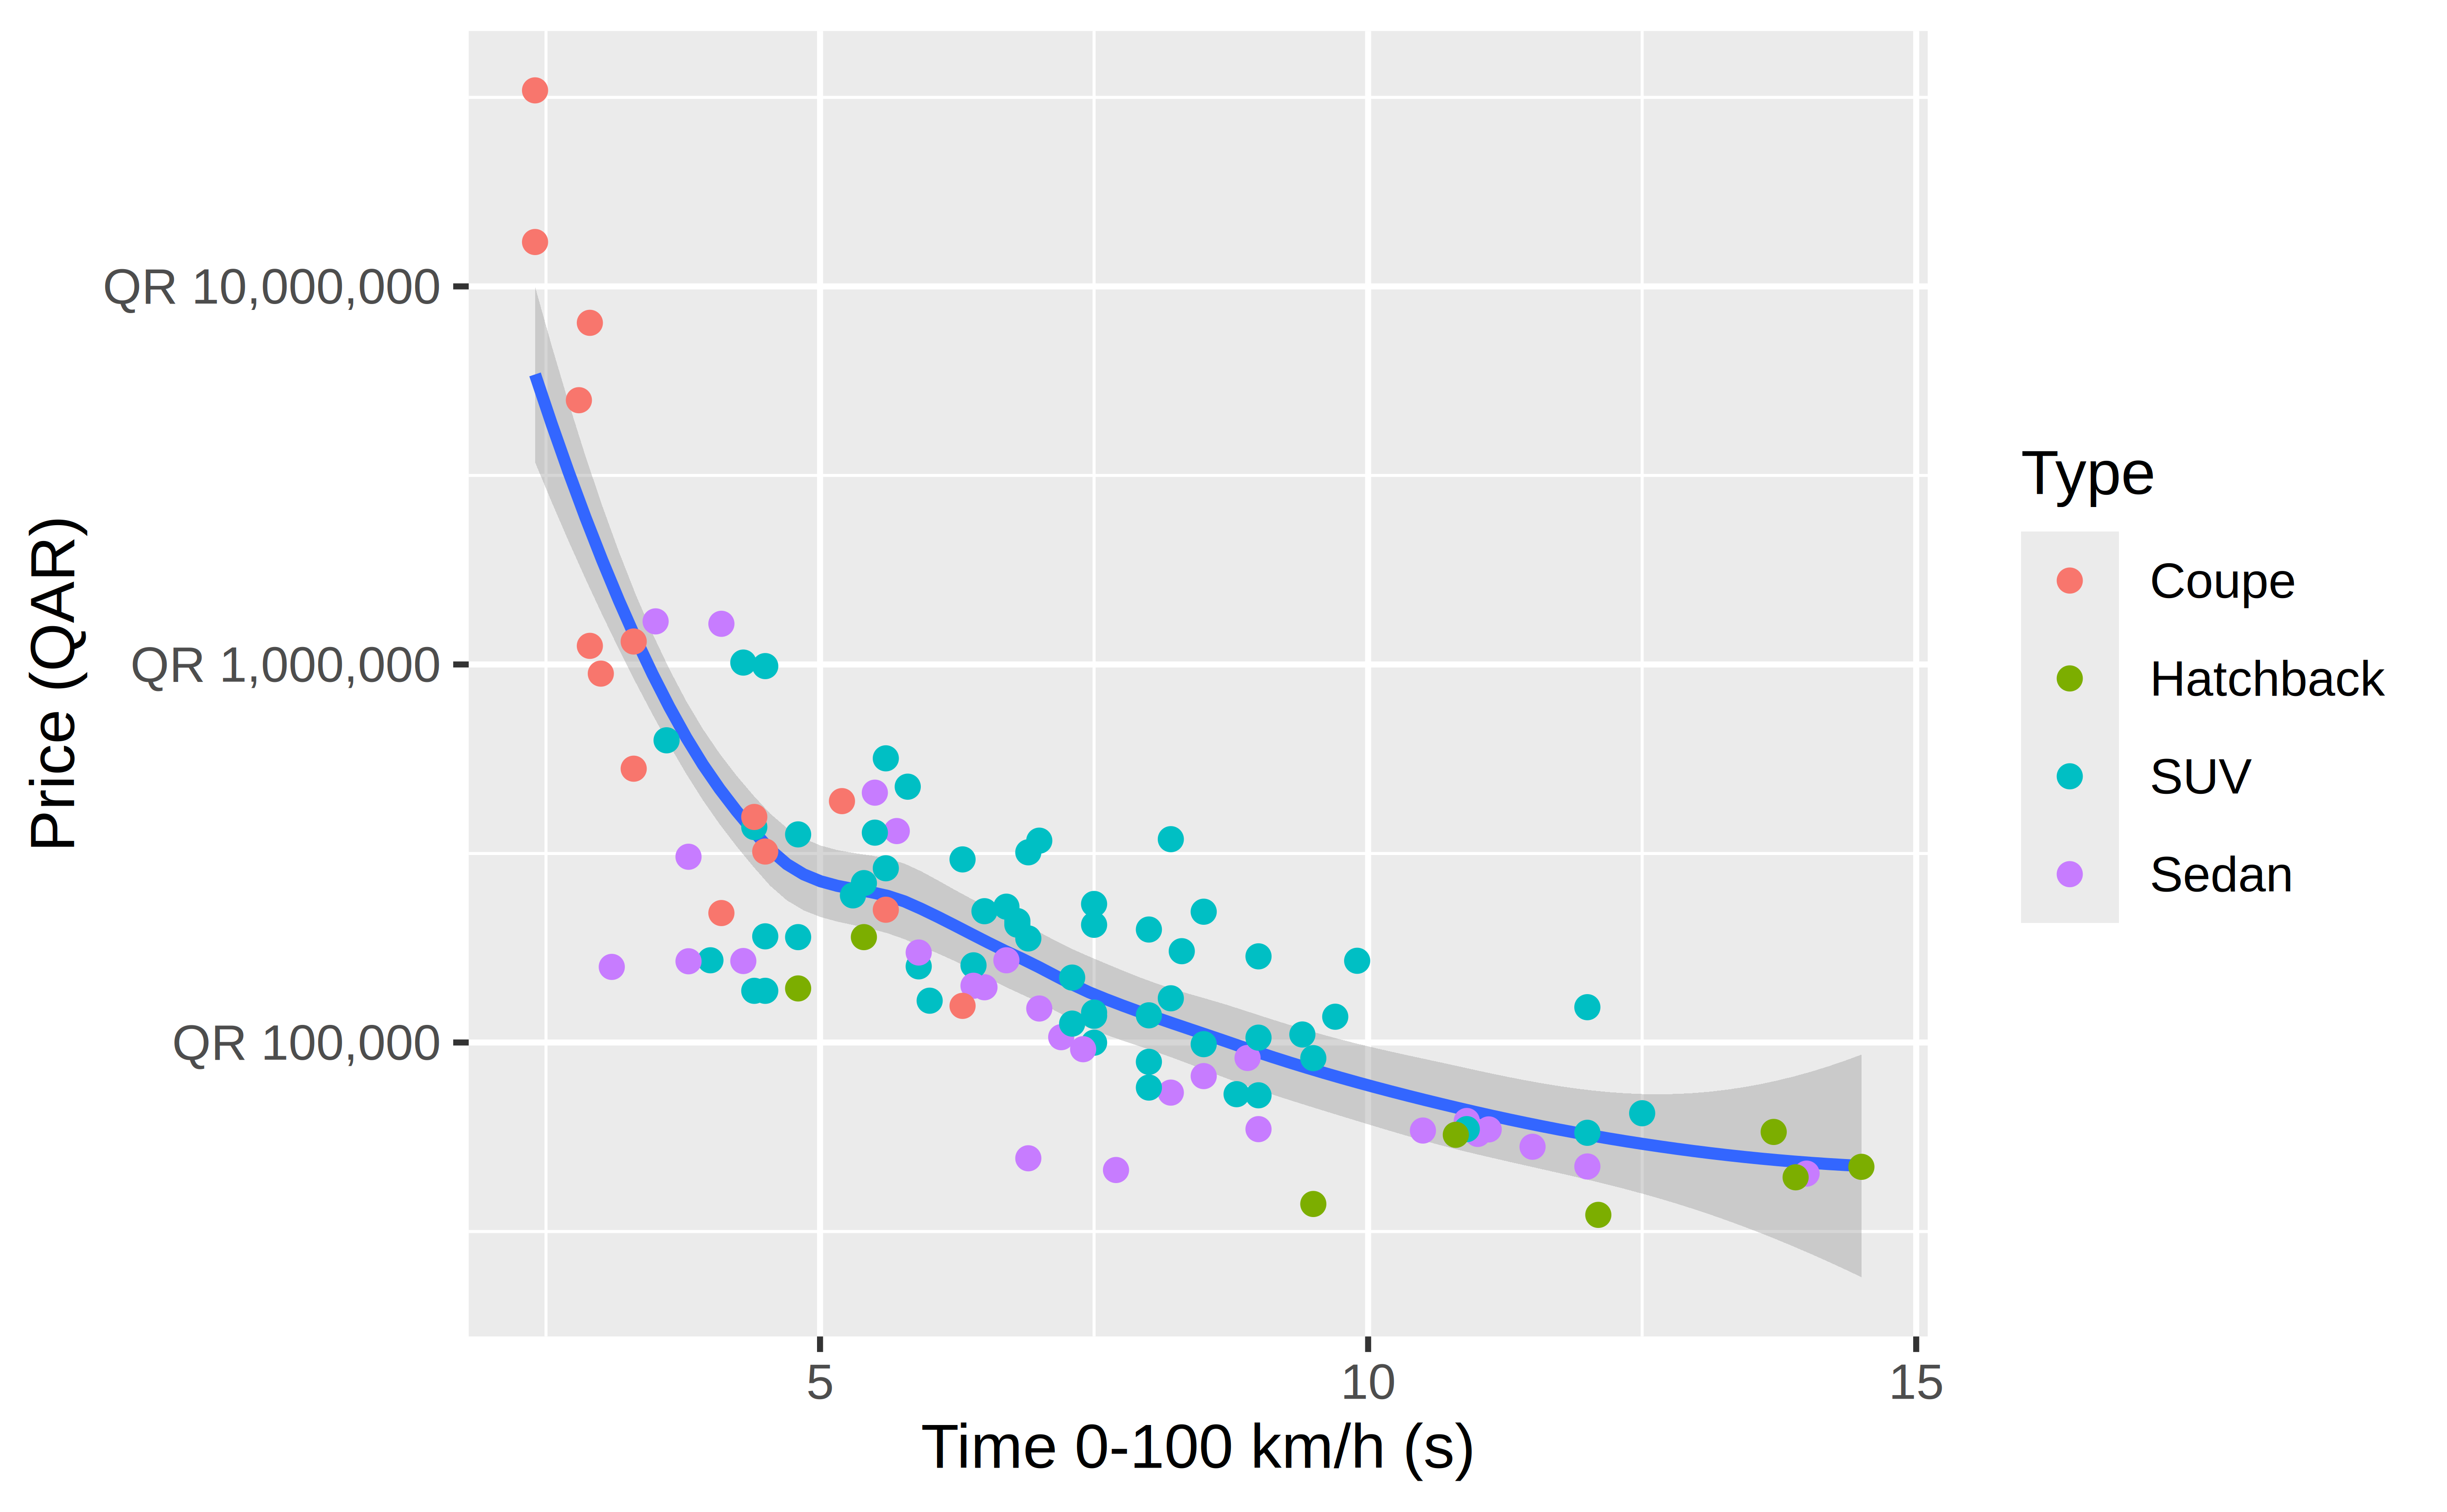 Price (QAR)
QR 10,000,000
QR 1,000,000
QR 100,000
5 10 15
Time 0-100 km/h (s)
Type
Coupe
Hatchback
SUV
Sedan